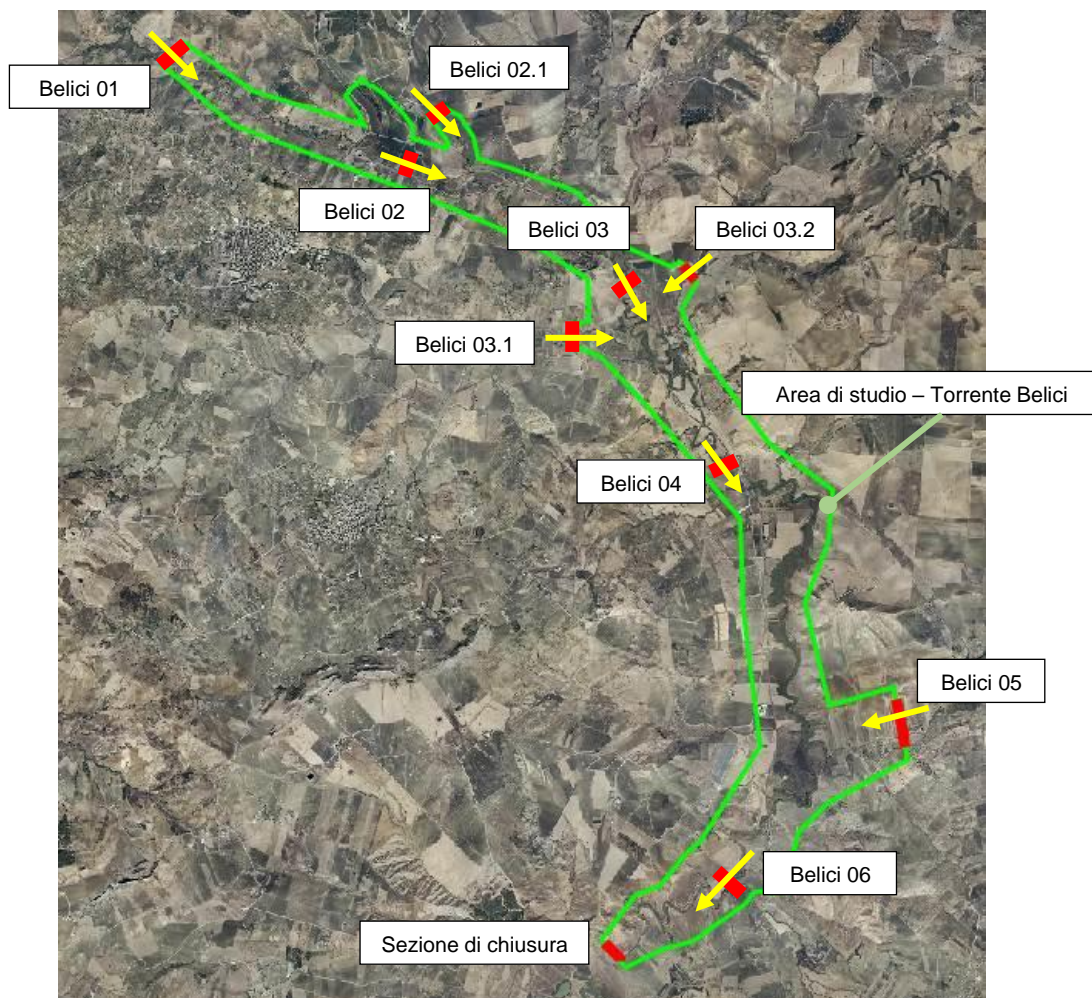 Belici 02.1
Belici 01
Belici 02
Belici 03
Belici 03.2
Belici 03.1
Area di studio – Torrente Belici
Belici 04
Belici 05
Belici 06
Sezione di chiusura